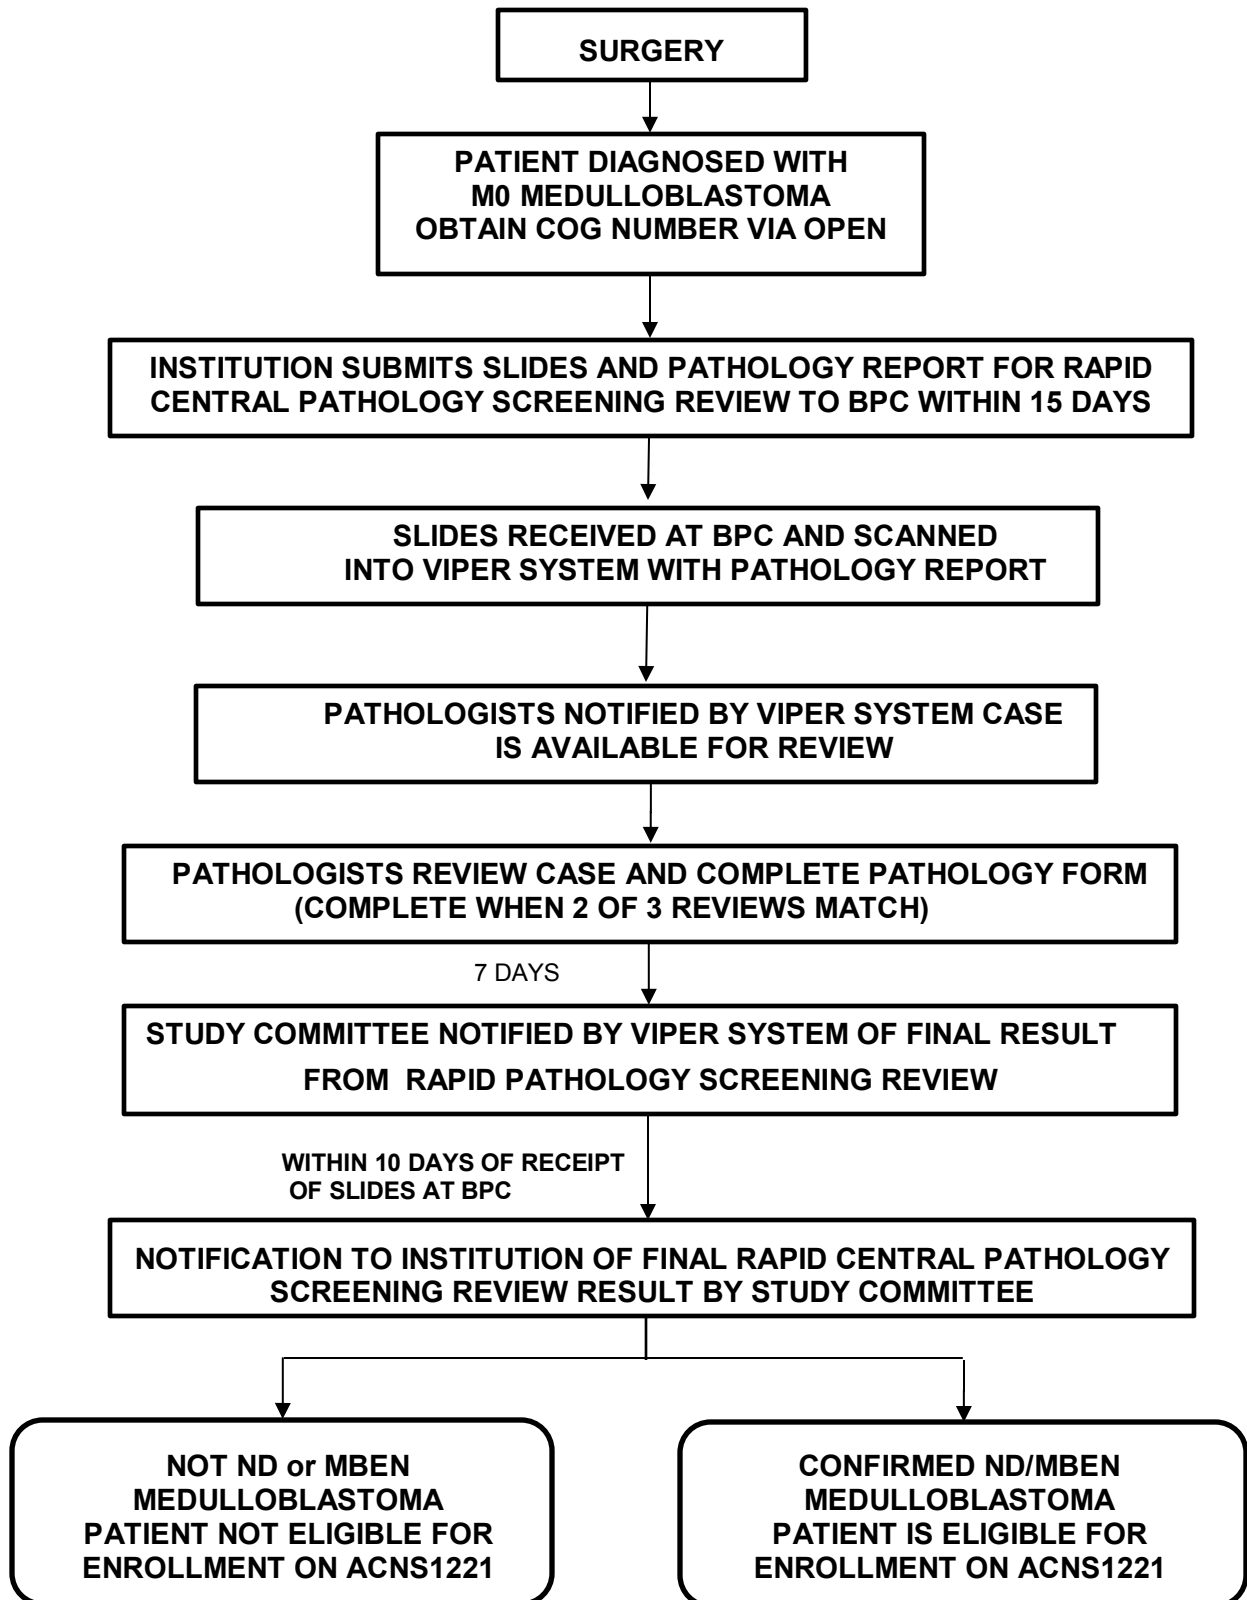 SURGERY
PATIENT DIAGNOSED WITH
M0 MEDULLOBLASTOMA
OBTAIN COG NUMBER VIA OPEN
INSTITUTION SUBMITS SLIDES AND PATHOLOGY REPORT FOR RAPID
CENTRAL PATHOLOGY SCREENING REVIEW TO BPC WITHIN 15 DAYS
SLIDES RECEIVED AT BPC AND SCANNED
INTO VIPER SYSTEM WITH PATHOLOGY REPORT
PATHOLOGISTS NOTIFIED BY VIPER SYSTEM CASE
IS AVAILABLE FOR REVIEW
PATHOLOGISTS REVIEW CASE AND COMPLETE PATHOLOGY FORM
(COMPLETE WHEN 2 OF 3 REVIEWS MATCH)
7 DAYS
STUDY COMMITTEE NOTIFIED BY VIPER SYSTEM OF FINAL RESULT
FROM RAPID PATHOLOGY SCREENING REVIEW
WITHIN 10 DAYS OF RECEIPT
OF SLIDES AT BPC
NOTIFICATION TO INSTITUTION OF FINAL RAPID CENTRAL PATHOLOGY
SCREENING REVIEW RESULT BY STUDY COMMITTEE
NOT ND or MBEN
MEDULLOBLASTOMA
PATIENT NOT ELIGIBLE FOR
ENROLLMENT ON ACNS1221
CONFIRMED ND/MBEN
MEDULLOBLASTOMA
PATIENT IS ELIGIBLE FOR
ENROLLMENT ON ACNS1221